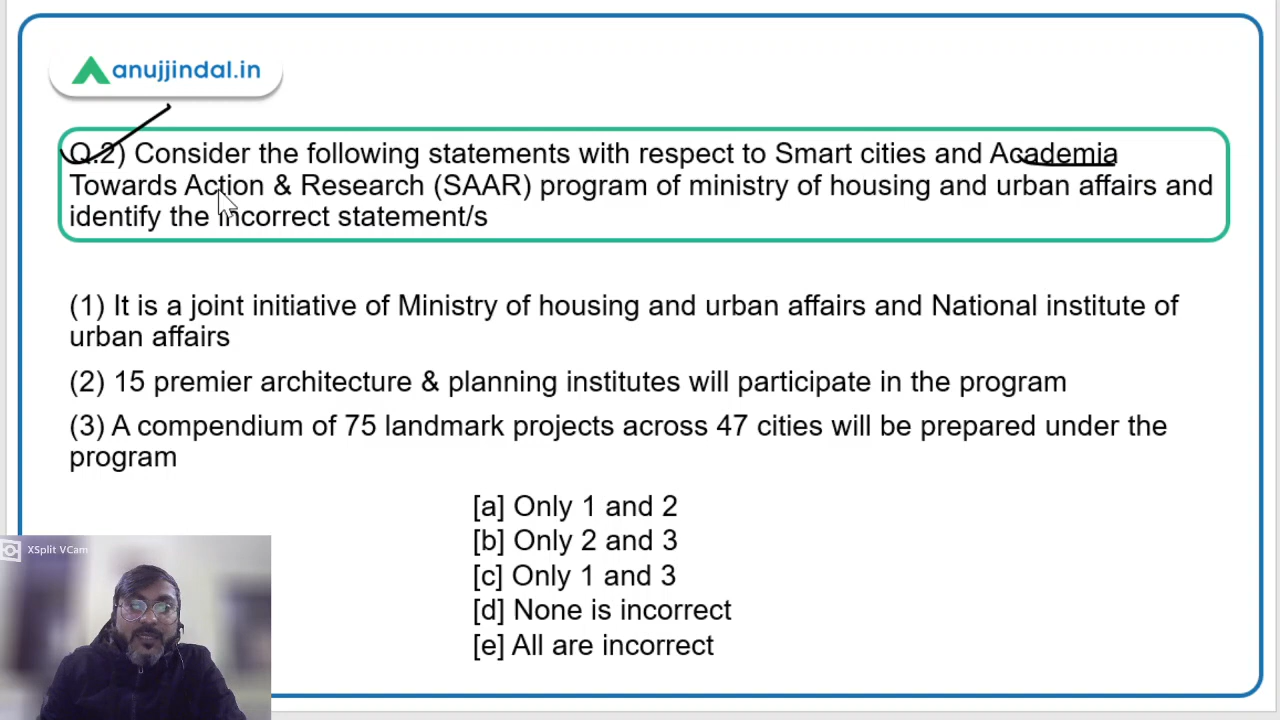 anujjindal.in
Q.2) Consider the following statements with respect to Smart cities and Academia
Towards Action & Research (SAAR) program of ministry of housing and urban affairs and
identify the incorrect statement/s
(1) It is a joint initiative of Ministry of housing and urban affairs and National institute of
urban affairs
(2) 15 premier architecture & planning institutes will participate in the program
(3) A compendium of 75 landmark projects across 47 cities will be prepared under the
program
[a] Only 1 and 2
[b] Only 2 and 3
[c] Only 1 and 3
[d] None is incorrect
[e] All are incorrect
XSplit VCam